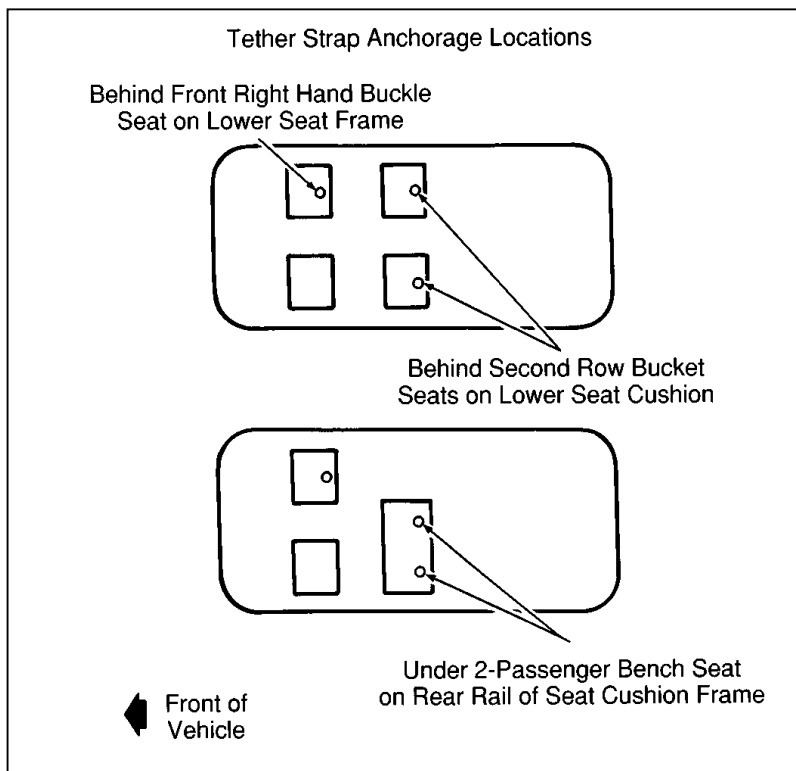 Tether Strap Anchorage Locations
Behind Front Right Hand Buckle
Seat on Lower Seat Frame
Behind Second Row Bucket
Seats on Lower Seat Cushion
Under 2-Passenger Bench Seat
on Rear Rail of Seat Cushion Frame
Front of
Vehicle